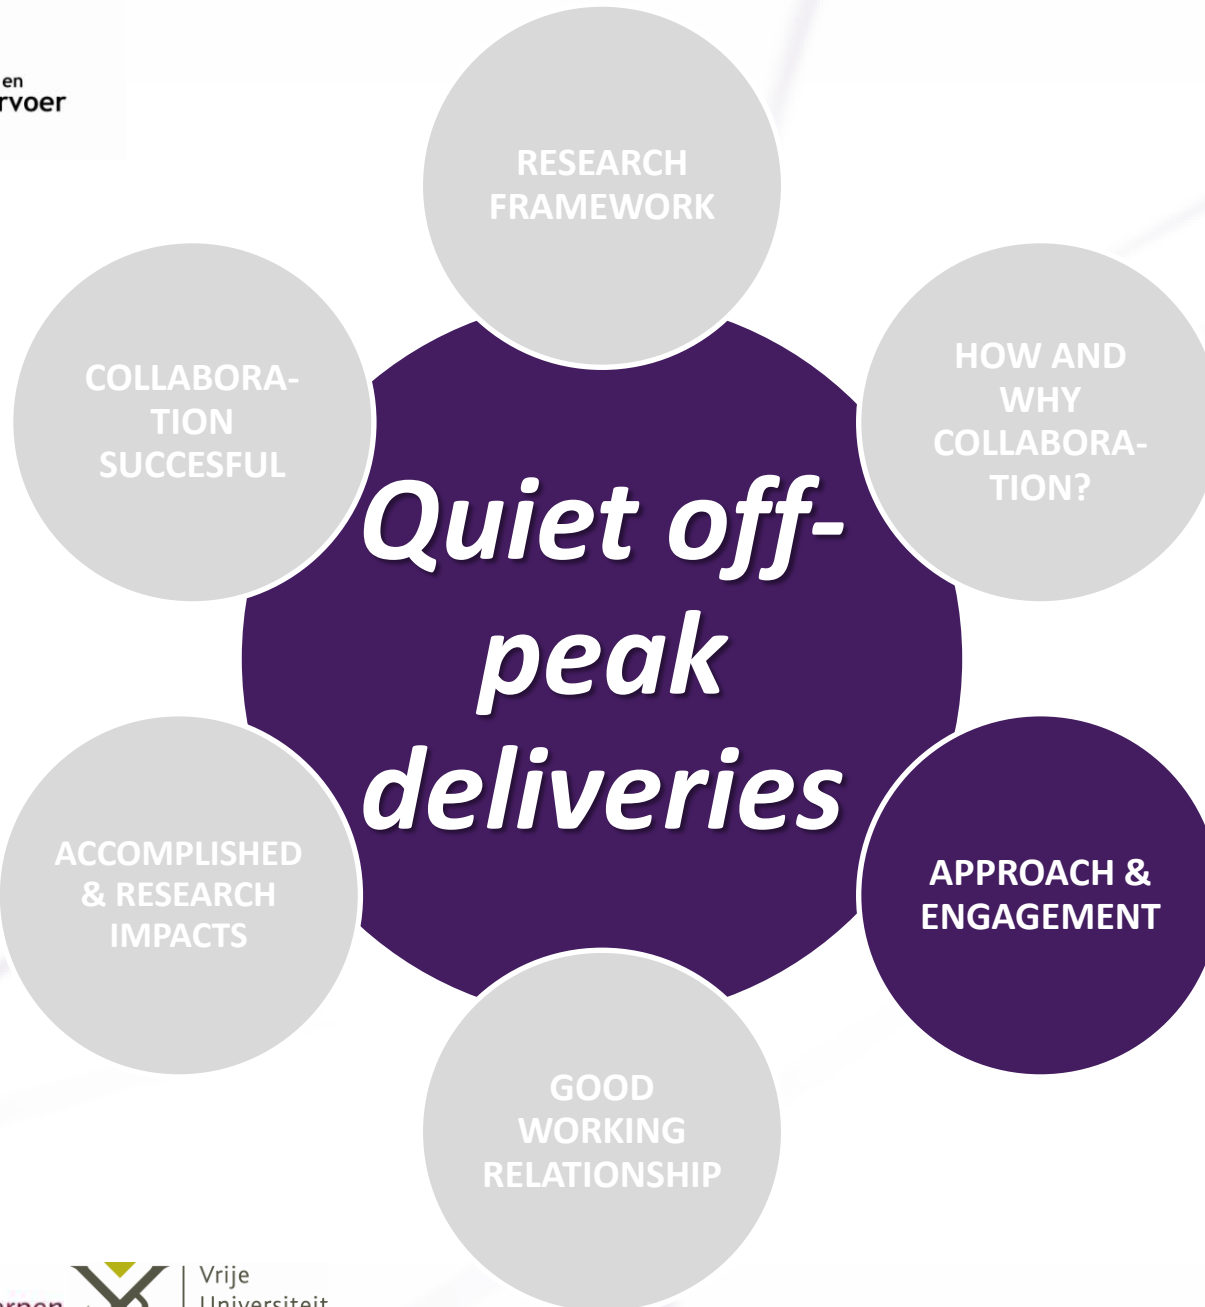 en
RESEARCH
FRAMEWORK
HOW AND
WHY
COLLABORA-
TION?
COLLABORA-
TION
SUCCESFUL
Quiet off-
peak
deliveries
APPROACH &
ENGAGEMENT
ACCOMPLISHED
& RESEARCH
IMPACTS
GOOD
WORKING
RELATIONSHIP
Vrije
Universiteit